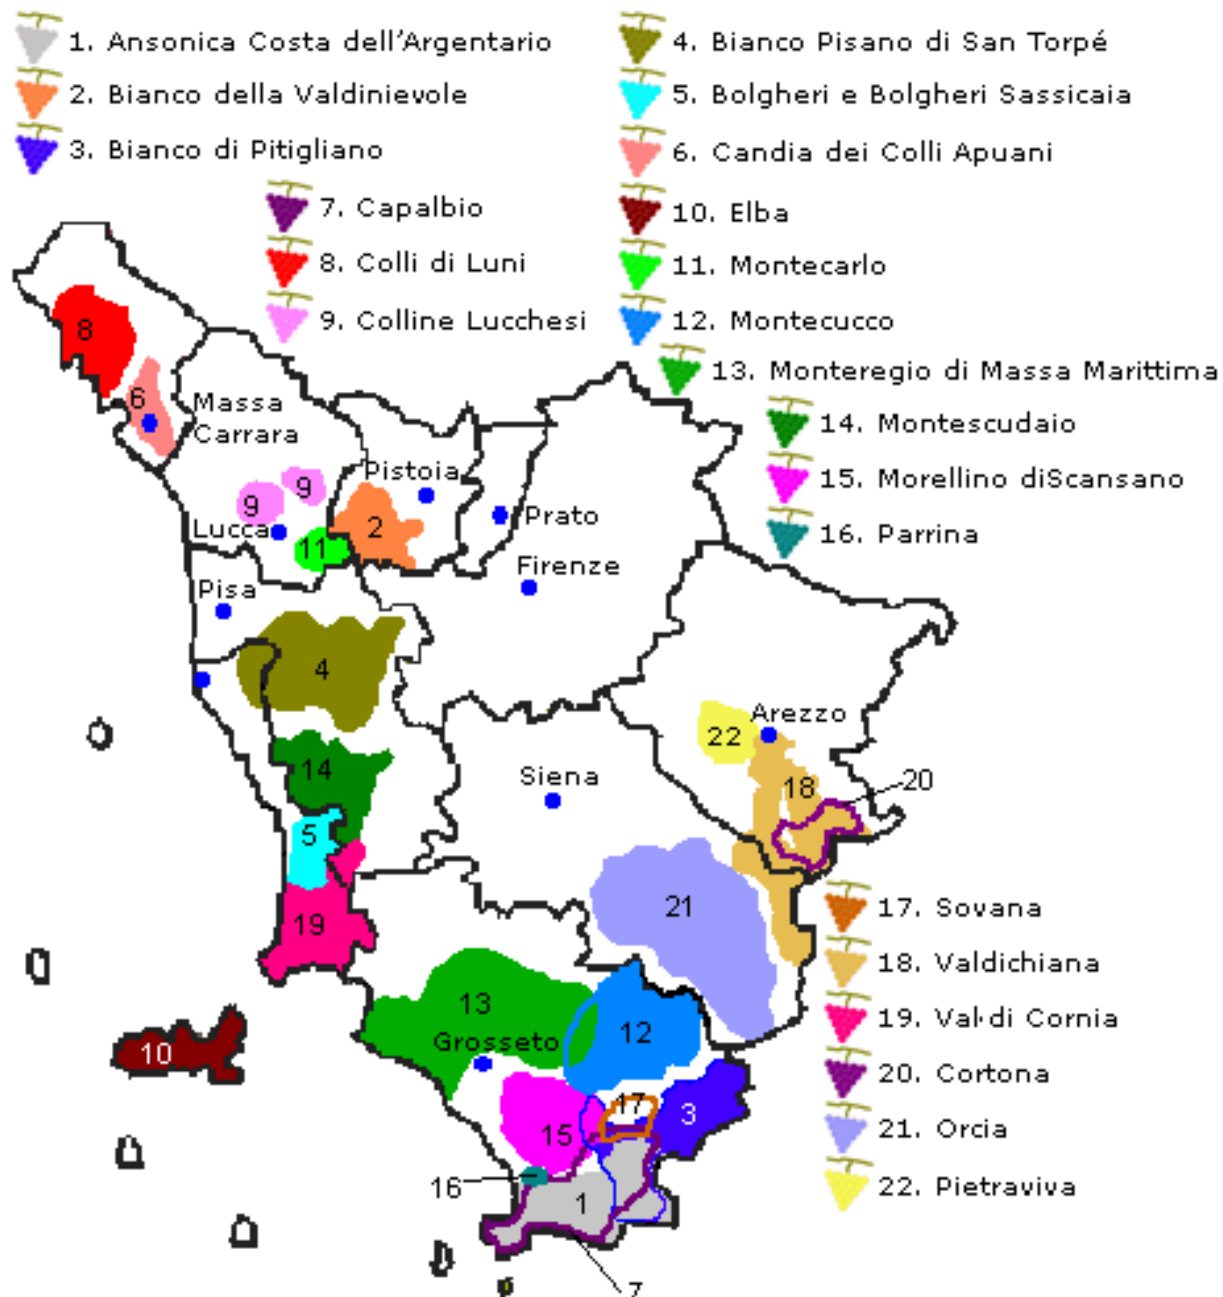 1. Ansonica Costa dell'Argentario
2. Bianco della Valdinievole
3. Bianco di Pitigliano
4. Bianco Pisano di San Torpé
5. Bolgheri e Bolgheri Sassicaia
6. Candia dei Colli Apuani
7. Capalbio
8. Colli di Luni
9. Colline Lucchesi
10. Elba
11. Montecarlo
12. Montecucco
13. Monteregio di Massa Marittima
14. Montescudaio
15. Morellino diScansano
16. Parrina
8
6
Massa
Carrara
Pistoia
9
9
Lucca
2
Prato
11
Firenze
Pisa
4
Arezzo
22
14
Siena
18
20
5
21
19
17. Sovana
18. Valdichiana
19. Val di Cornia
20. Cortona
21. Orcia
22. Pietraviva
13
12
Grosseto
10
17
3
15
16
1
7